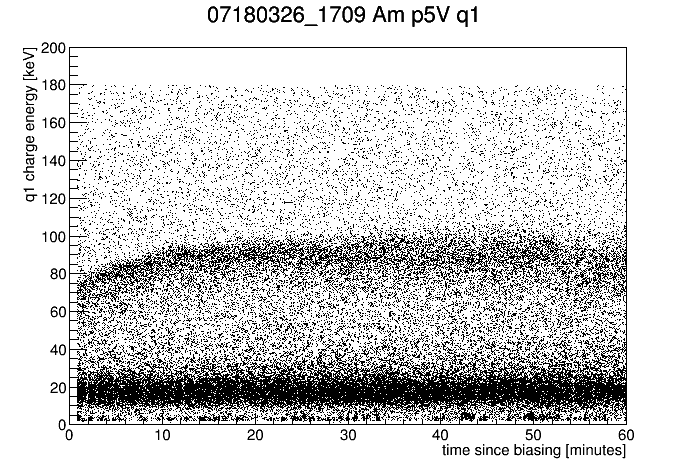 07180326_1709 Am p5V q1
q1 charge energy [keV]
200
180
160
140
120
100
80
60
40
20
0
0 10 20 30 40 50 60
time since biasing [minutes]